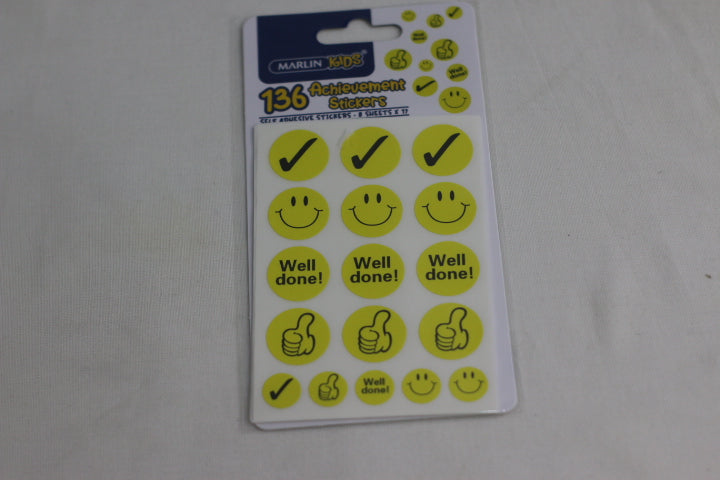 MARLIN KIDS®
136 Achievement
Stickers
SELF ADHESIVE STICKERS - 8 SHEETS X 17
Well
done!
Well
done!
Well
done!
Well
done!
Well
done!
Well
done!